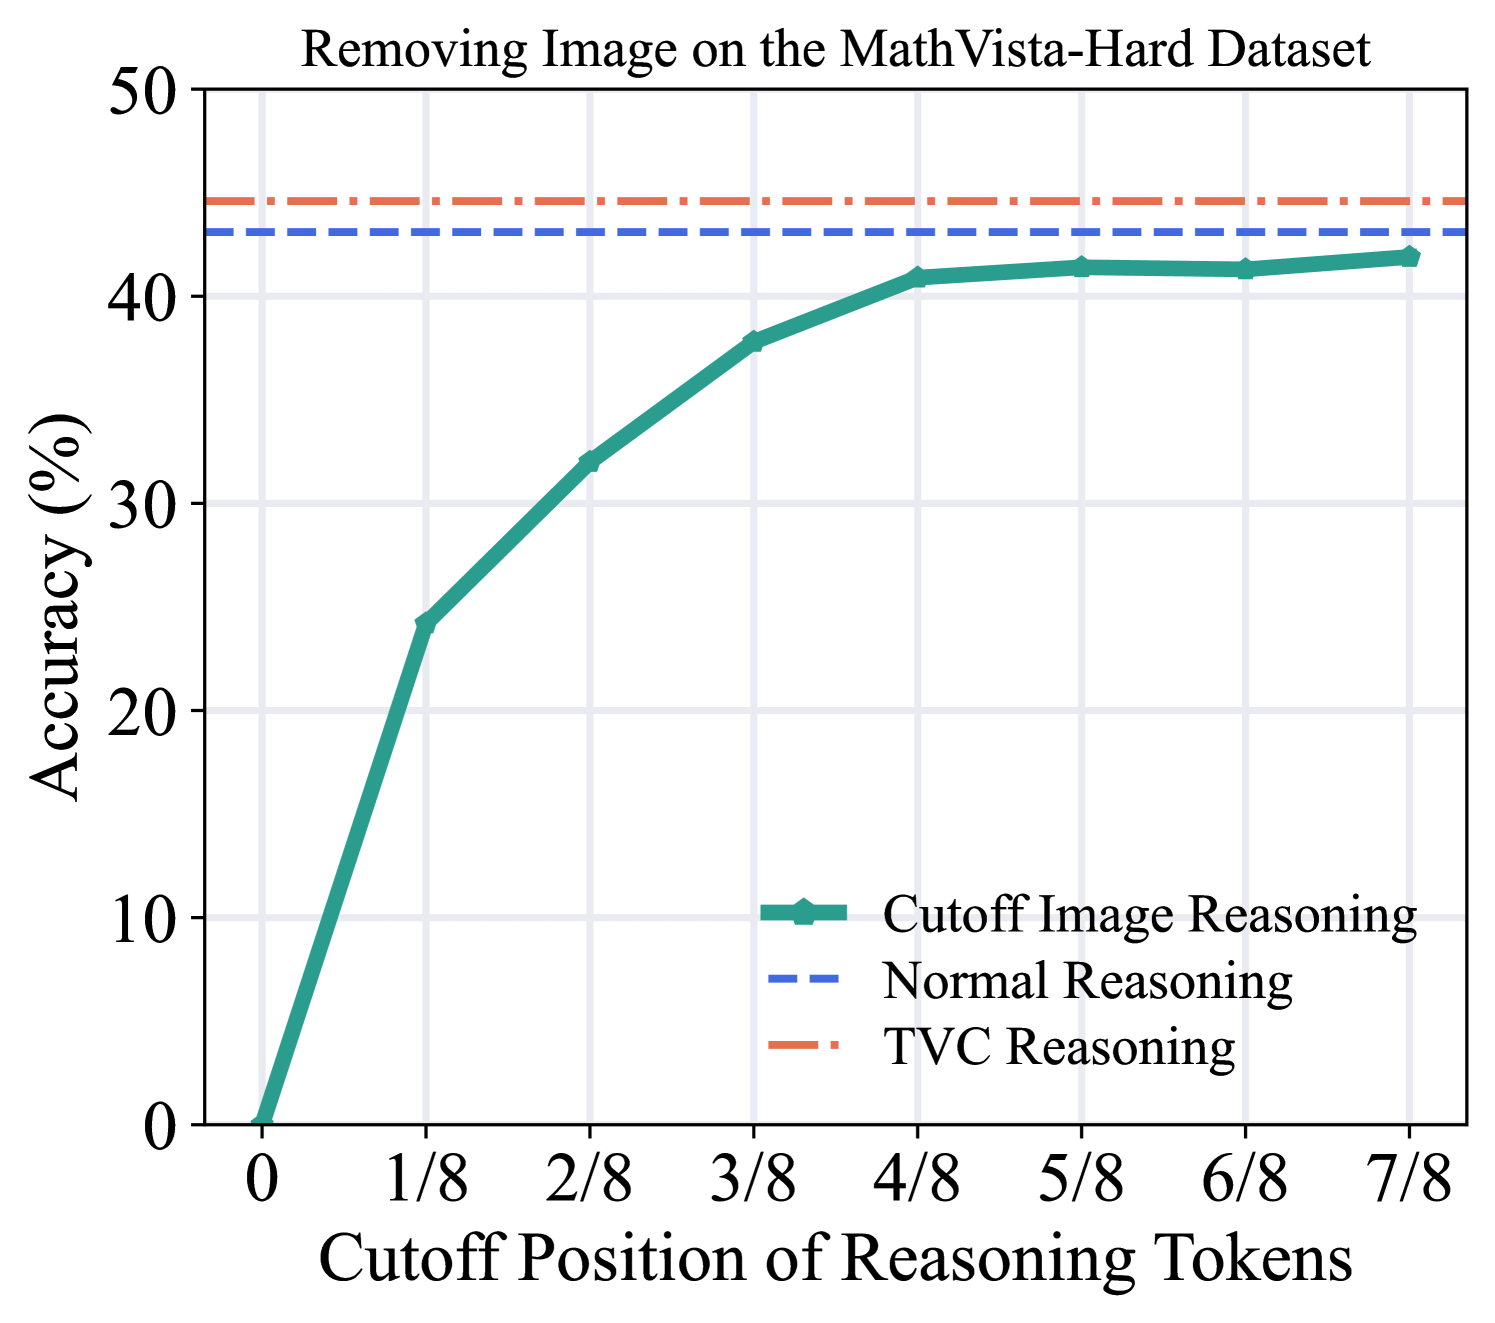 Removing Image on the MathVista-Hard Dataset
50
40
30
20
10
0
Accuracy (%)
Cutoff Image Reasoning
Normal Reasoning
TVC Reasoning
0 1/8 2/8 3/8 4/8 5/8 6/8 7/8
Cutoff Position of Reasoning Tokens